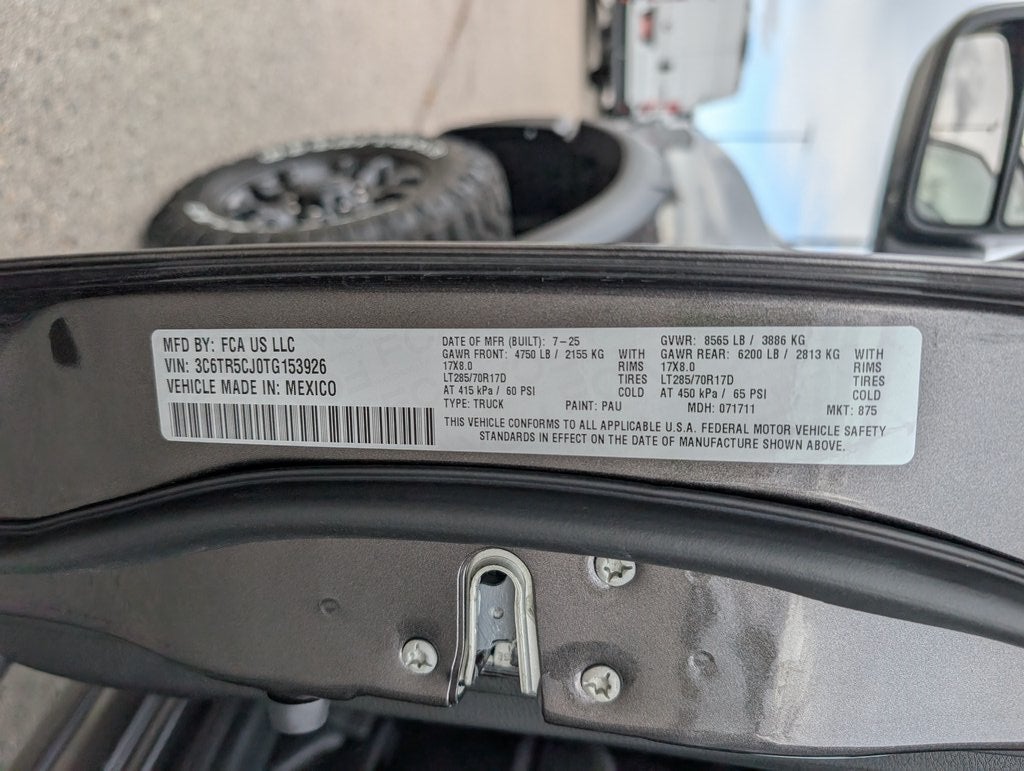 MFD BY: FCA US LLC
VIN: 3C6TR5CJ0TG153926
VEHICLE MADE IN: MEXICO
DATE OF MFR (BUILT): 7-25
GAWR FRONT: 4750 LB / 2155 KG WITH
17X8.0 RIMS
LT285/70R17D TIRES
AT 415 kPa / 60 PSI COLD
TYPE: TRUCK PAINT: PAU
GVWR: 8565 LB / 3886 KG
GAWR REAR: 6200 LB / 2813 KG WITH
17X8.0 RIMS
LT285/70R17D TIRES
AT 450 kPa / 65 PSI COLD
MDH: 071711 MKT: 875
THIS VEHICLE CONFORMS TO ALL APPLICABLE U.S.A. FEDERAL MOTOR VEHICLE SAFETY
STANDARDS IN EFFECT ON THE DATE OF MANUFACTURE SHOWN ABOVE.